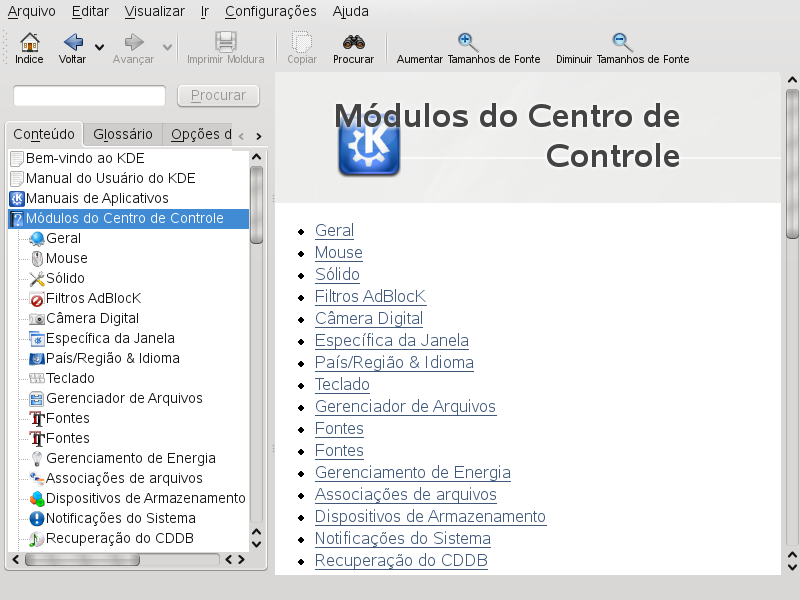 Arquivo Editar Visualizar Ir Configurações Ajuda
Indice Voltar Avançar Imprimir Moldura Copiar Procurar Aumentar Tamanhos de Fonte Diminuir Tamanhos de Fonte
Procurar
Conteúdo Glossário Opções d
Bem-vindo ao KDE
Manual do Usuário do KDE
Manuais de Aplicativos
Módulos do Centro de Controle
Geral
Mouse
Sólido
Filtros AdBlocK
Câmera Digital
Específica da Janela
País/Região & Idioma
Teclado
Gerenciador de Arquivos
Fontes
Fontes
Gerenciamento de Energia
Associações de arquivos
Dispositivos de Armazenamento
Notificações do Sistema
Recuperação do CDDB
Módulos do Centro de
Controle
Geral
Mouse
Sólido
Filtros AdBlocK
Câmera Digital
Específica da Janela
País/Região & Idioma
Teclado
Gerenciador de Arquivos
Fontes
Fontes
Gerenciamento de Energia
Associações de arquivos
Dispositivos de Armazenamento
Notificações do Sistema
Recuperação do CDDB